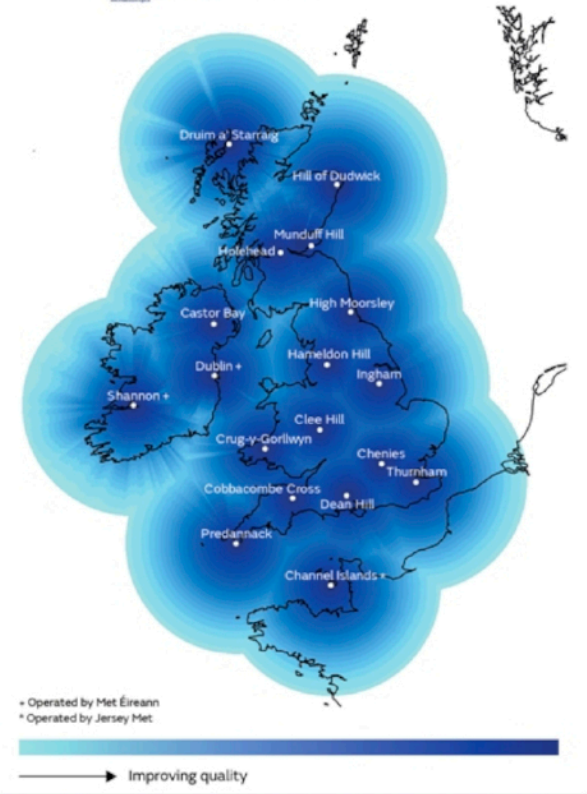 Druim a' Starraig
Hill of Dudwick
Munduff Hill
Holehead
High Moorsley
Castor Bay
Hameldon Hill
Dublin +
Ingham
Shannon +
Clee Hill
Crug-y-Gorllwyn
Chenies
Thurnham
Cobbacombe Cross
Dean Hill
Predannack
Channel Islands *
+ Operated by Met Éireann
* Operated by Jersey Met
Improving quality